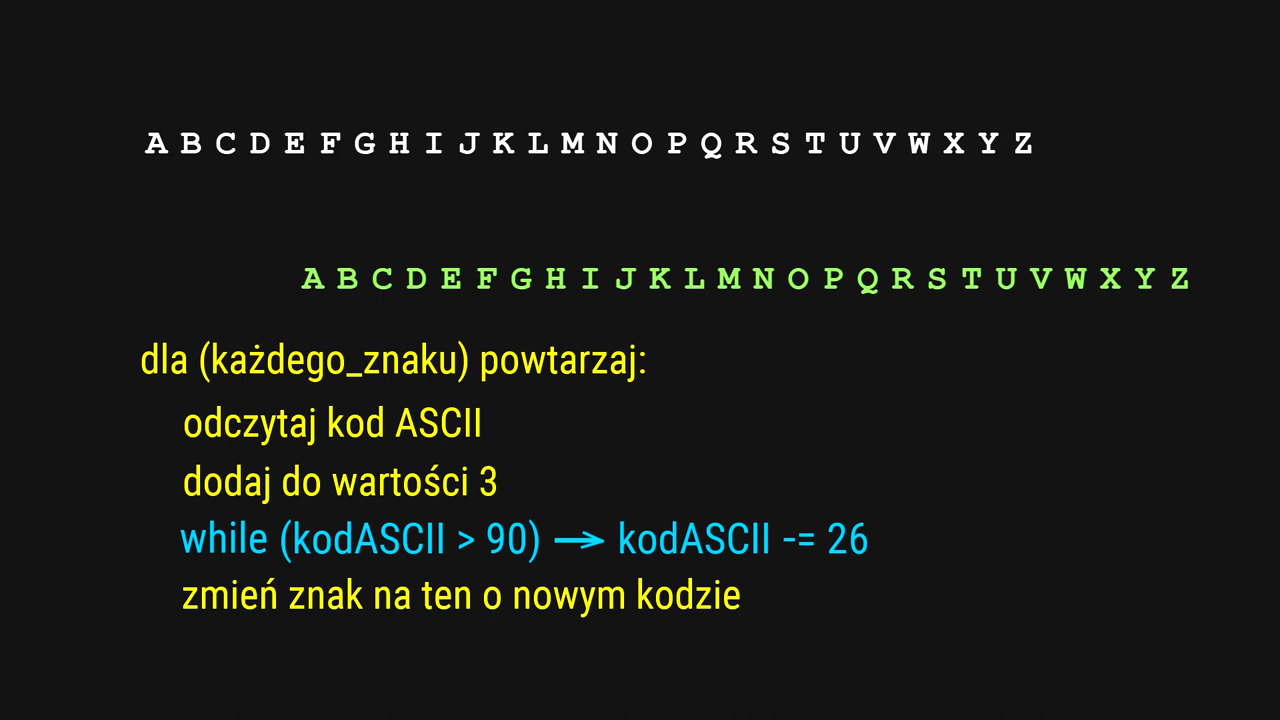 A B C D E F G H I J K L M N O P Q R S T U V W X Y Z
A B C D E F G H I J K L M N O P Q R S T U V W X Y Z
dla (każdego_znaku) powtarzaj:
odczytaj kod ASCII
dodaj do wartości 3
while (kodASCII > 90) → kodASCII -= 26
zmień znak na ten o nowym kodzie